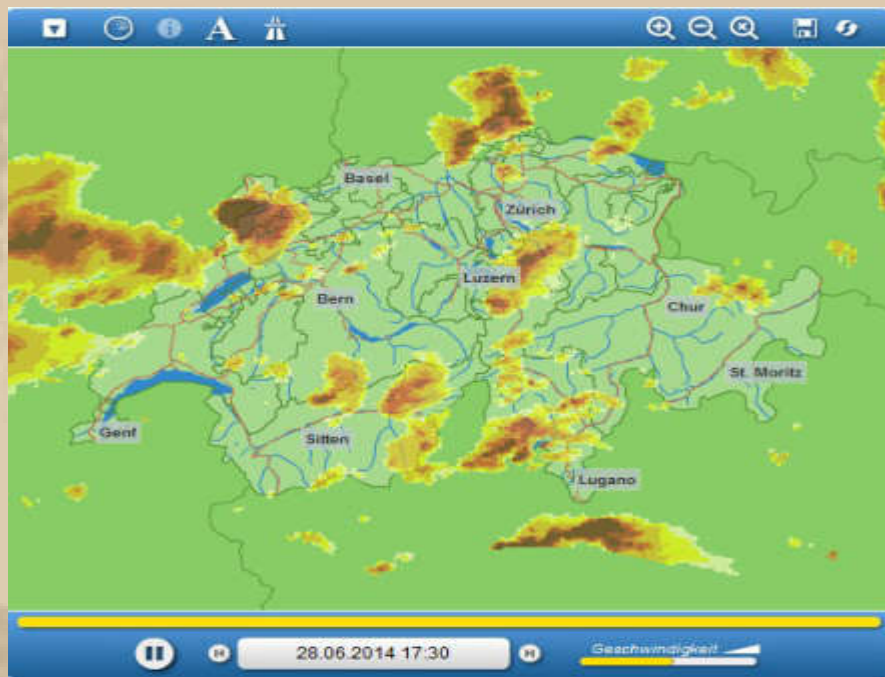 A
Basel
Zürich
Luzern
Bern
Chur
St. Moritz
Genf
Sitten
Lugano
28.06.2014 17:30
Geschwindigkeit